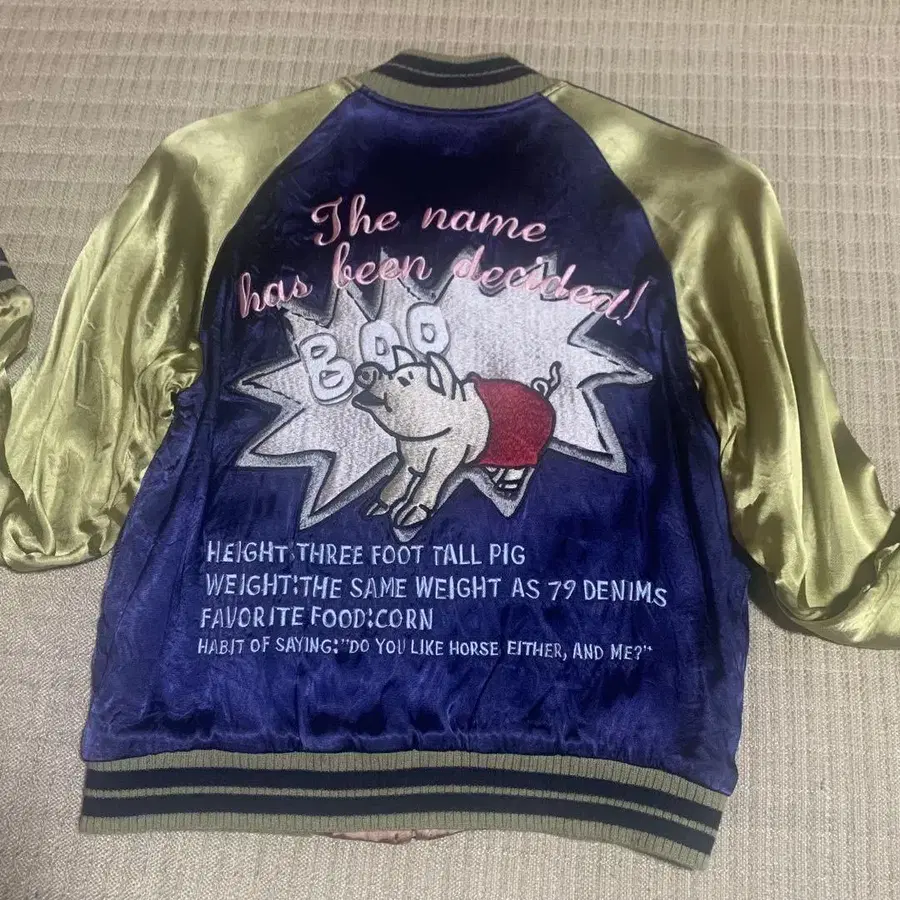 The name
has been decided!
BOO
HEIGHT:THREE FOOT TALL PIG
WEIGHT:THE SAME WEIGHT AS 79 DENIMS
FAVORITE FOOD:CORN
HABIT OF SAYING:"DO YOU LIKE HORSE EITHER, AND ME?"